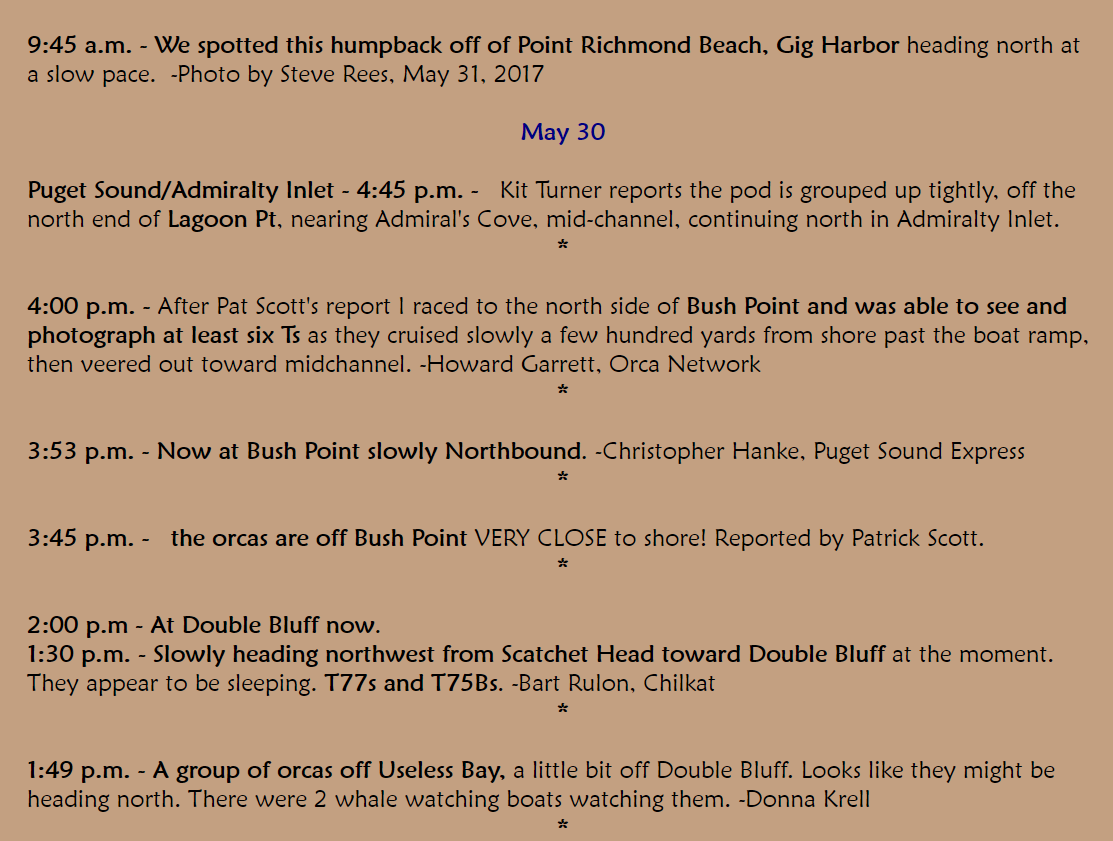 9:45 a.m. - We spotted this humpback off of Point Richmond Beach, Gig Harbor heading north at
a slow pace.  -Photo by Steve Rees, May 31, 2017
May 30
Puget Sound/Admiralty Inlet - 4:45 p.m. -   Kit Turner reports the pod is grouped up tightly, off the
north end of Lagoon Pt, nearing Admiral's Cove, mid-channel, continuing north in Admiralty Inlet.
*
4:00 p.m. - After Pat Scott's report I raced to the north side of Bush Point and was able to see and
photograph at least six Ts as they cruised slowly a few hundred yards from shore past the boat ramp,
then veered out toward midchannel. -Howard Garrett, Orca Network
*
3:53 p.m. - Now at Bush Point slowly Northbound. -Christopher Hanke, Puget Sound Express
*
3:45 p.m. -   the orcas are off Bush Point VERY CLOSE to shore! Reported by Patrick Scott.
*
2:00 p.m - At Double Bluff now.
1:30 p.m. - Slowly heading northwest from Scatchet Head toward Double Bluff at the moment.
They appear to be sleeping. T77s and T75Bs. -Bart Rulon, Chilkat
*
1:49 p.m. - A group of orcas off Useless Bay, a little bit off Double Bluff. Looks like they might be
heading north. There were 2 whale watching boats watching them. -Donna Krell
*